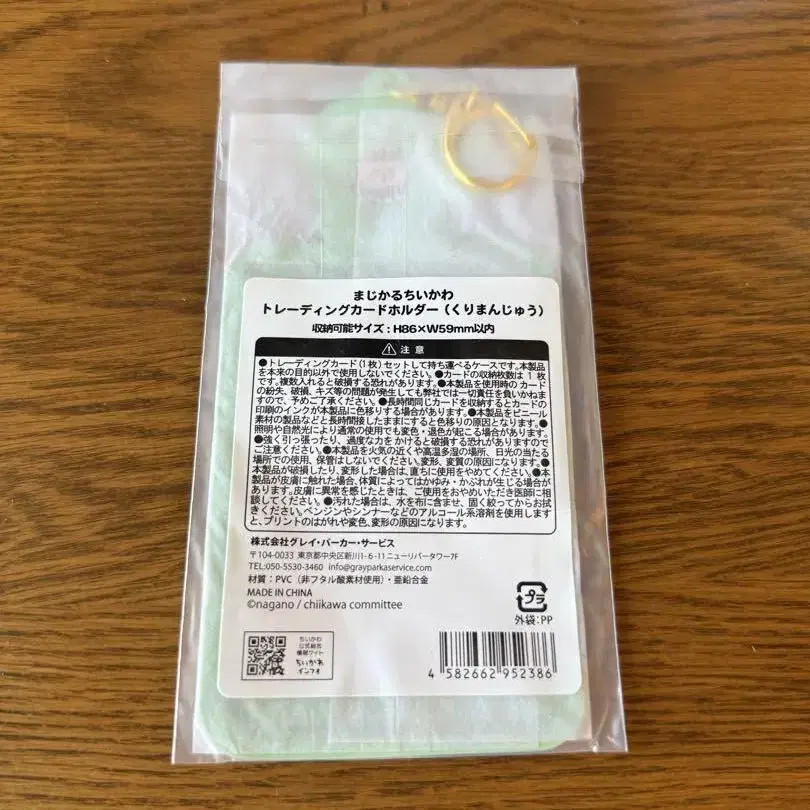 まじかるちいかわ
トレーディングカードホルダー（くりまんじゅう）
収納可能サイズ：H86×W59mm以内
注意
●トレーディングカード（1枚）セットして持ち運べるケースです。本製品
を本来の目的以外で使用しないでください。●カードの収納枚数は 1 枚
です。複数入れると破損する恐れがあります。●本製品を使用時の カード
の紛失、破損、キズ等の問題が発生しても弊社では一切責任を負いかねま
すので、予めご了承ください。●長時間同じカードを収納するとカードの
印刷のインクが本製品に色移りする場合があります。●本製品をビニール
素材の製品などと長時間接したままにすると色移りの原因となります。●
照明や自然光により通常の使用でも変色・退色が起こる場合があります。
●強く引っ張ったり、過度な力を かけると破損する恐れがありますので
ご注意ください。●本製品を火気の近くや高温多湿の場所、日光の当たる
場所での使用、保管はしないでください。変形、変質の原因になります。●
本製品が破損したり、変形した場合は、直ちに使用をやめてください。●本
製品が皮膚に触れた場合、体質によってはかゆみ・かぶれが生じる場合が
あります。皮膚に異常を感じたときは、ご使用をおやめいただき医師に相
談してください。●汚れた場合は、水を布に含ませ、固く絞ってからお拭
きください。ベンジンやシンナーなどのアルコール系溶剤を使用します
と、プリントのはがれや変色、変形の原因になります。
株式会社グレイ・パーカー・サービス
〒104-0033 東京都中央区新川1-6-11ニューリバータワー7F
TEL:050-5530-3460 info@grayparkaservice.com
材質：PVC（非フタル酸素材使用）・亜鉛合金
MADE IN CHINA
©nagano / chiikawa committee
プラ
外袋：PP
ちいかわ
公式総合
情報サイト
ちいかわ
インフォ
4 582662 952386